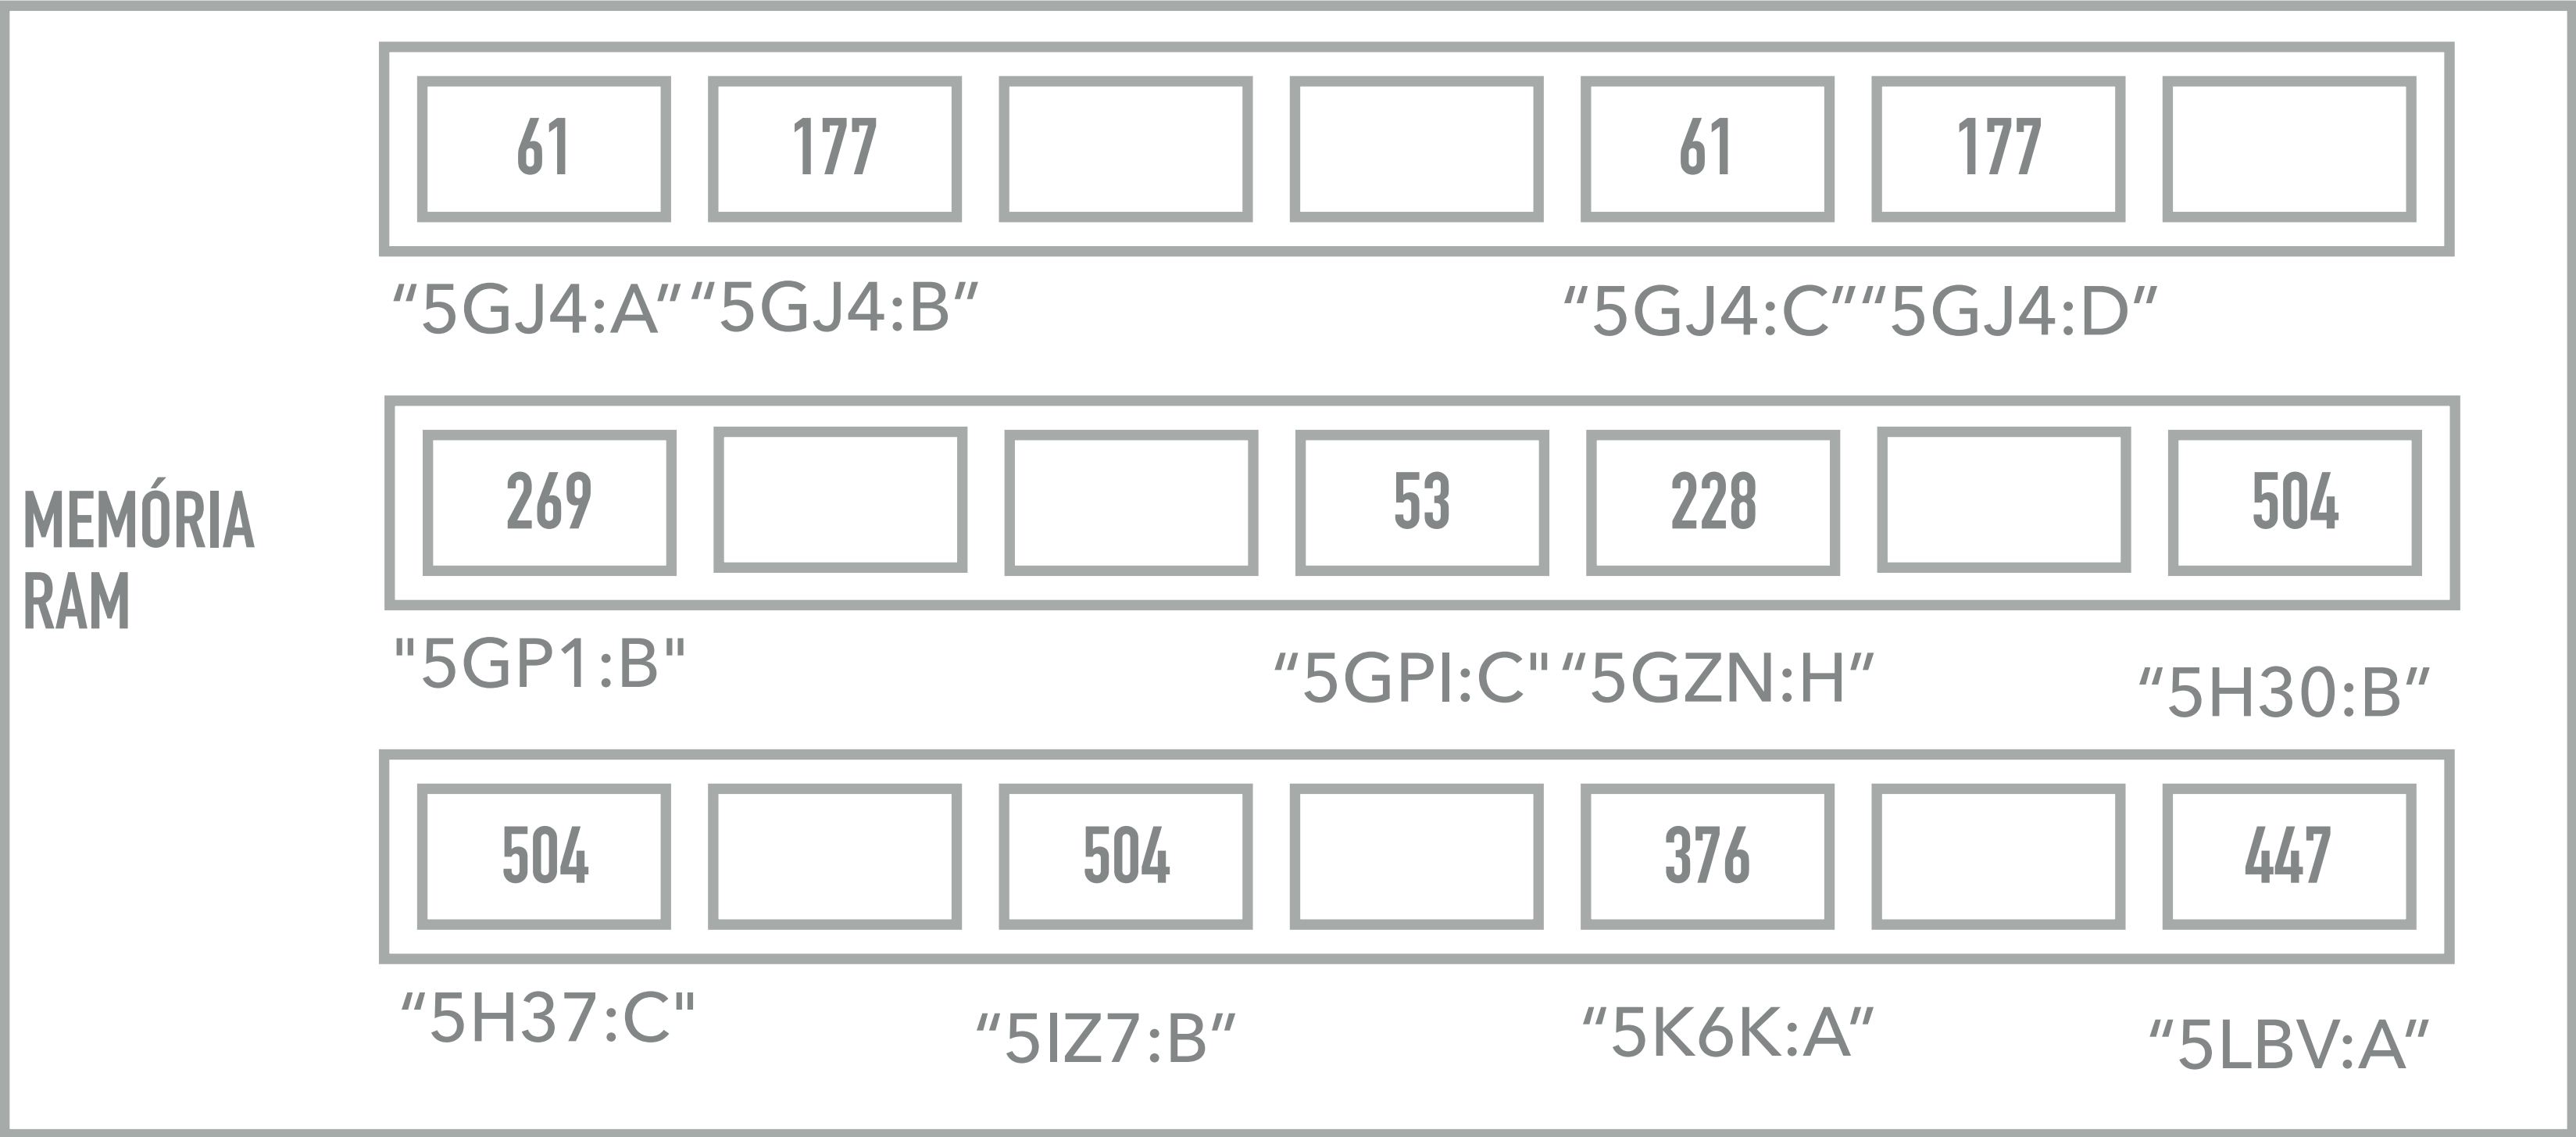 61 177 61 177
“5GJ4:A” “5GJ4:B” “5GJ4:C” “5GJ4:D”
269 53 228 504
"5GP1:B" “5GPI:C" “5GZN:H” “5H30:B”
MEMÓRIA
RAM
504 504 376 447
“5H37:C" “5IZ7:B” “5K6K:A” “5LBV:A”